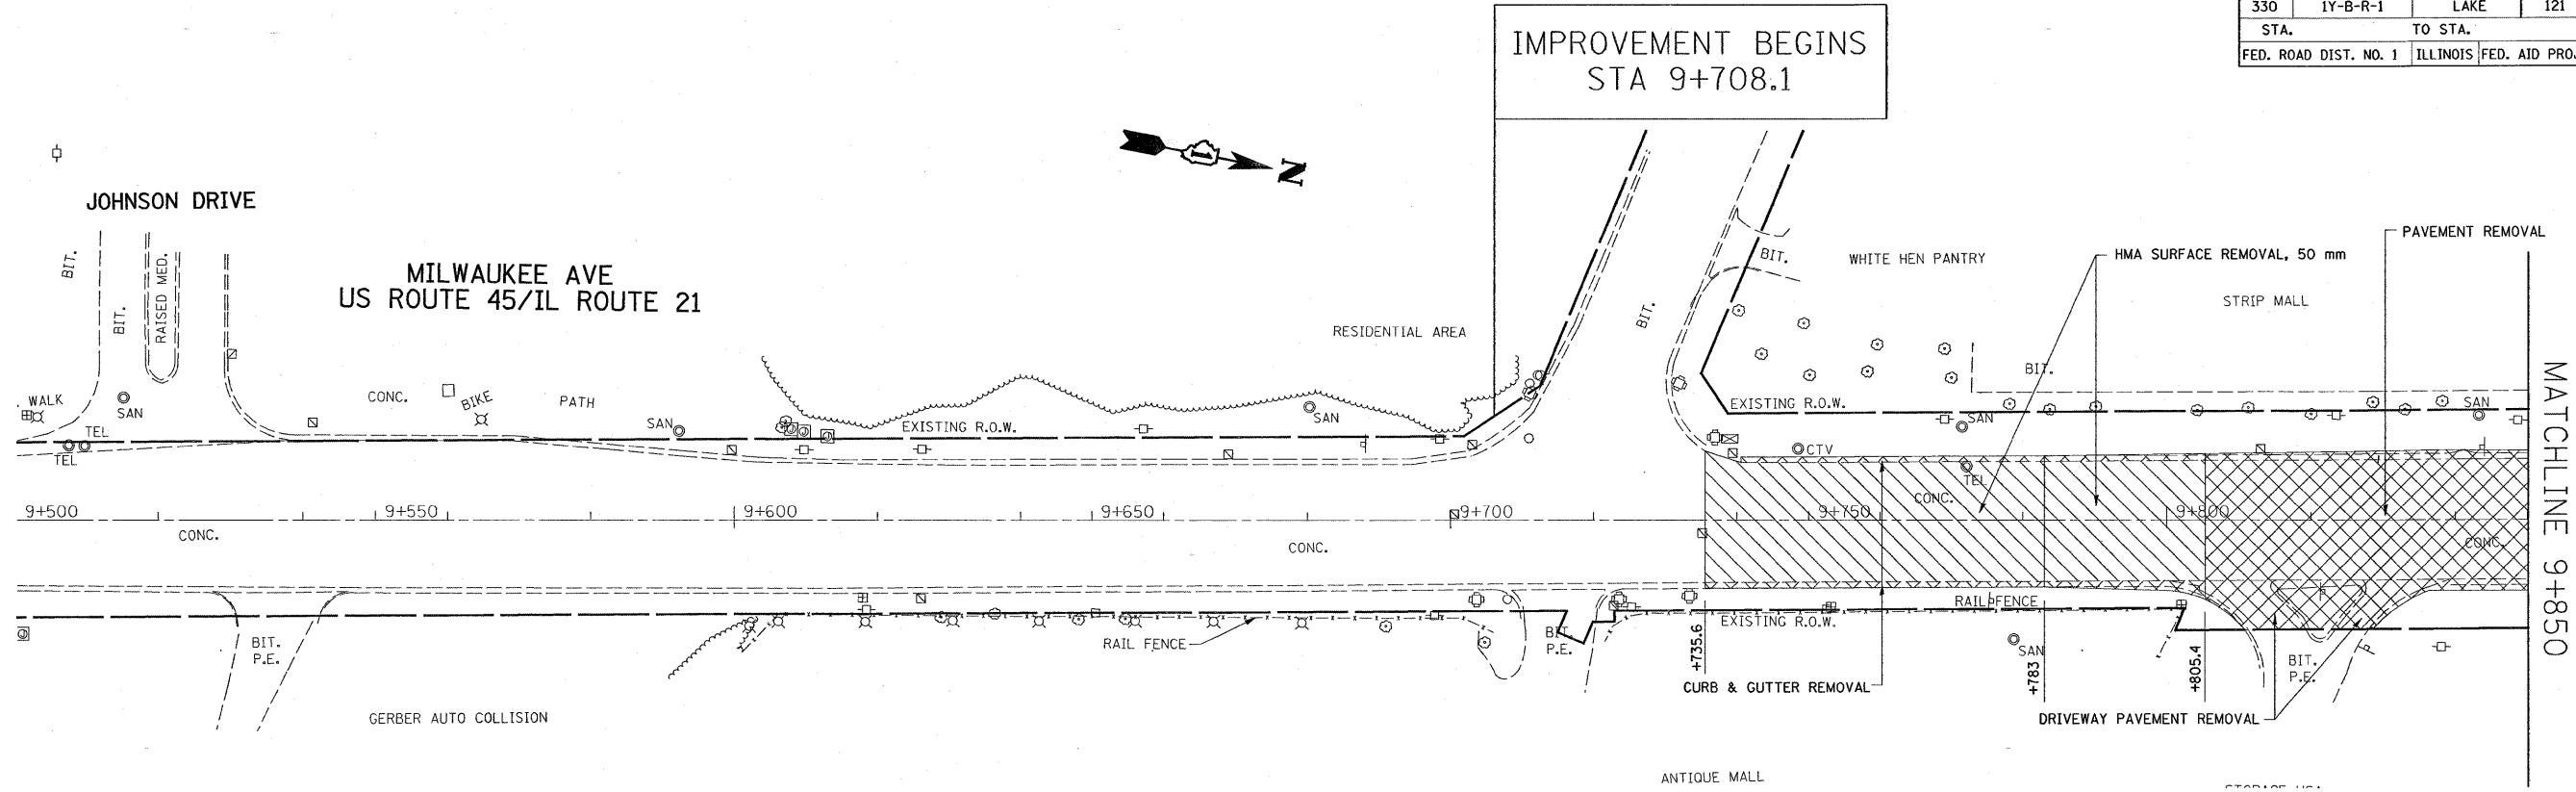 330 1Y-B-R-1 LAKE 121
STA. TO STA.
FED. ROAD DIST. NO. 1 ILLINOIS FED. AID PROJ
IMPROVEMENT BEGINS
STA 9+708.1
N
JOHNSON DRIVE
MILWAUKEE AVE
US ROUTE 45/IL ROUTE 21
BIT.
BIT.
RAISED MED.
WALK
SAN
TEL
TEL
CONC.
BIKE
PATH
SAN
EXISTING R.O.W.
RESIDENTIAL AREA
SAN
BIT.
BIT.
WHITE HEN PANTRY
HMA SURFACE REMOVAL, 50 mm
PAVEMENT REMOVAL
STRIP MALL
BIT.
EXISTING R.O.W.
SAN
SAN
CTV
TEL
CONC.
9+500
9+550
9+600
9+650
9+700
9+750
9+800
CONC.
CONC.
CONC.
MATCHLINE 9+850
BIT.
P.E.
RAIL FENCE
BIT.
P.E.
EXISTING R.O.W.
RAIL FENCE
+735.6
+783
+805.4
SAN
BIT.
P.E.
CURB & GUTTER REMOVAL
DRIVEWAY PAVEMENT REMOVAL
GERBER AUTO COLLISION
ANTIQUE MALL